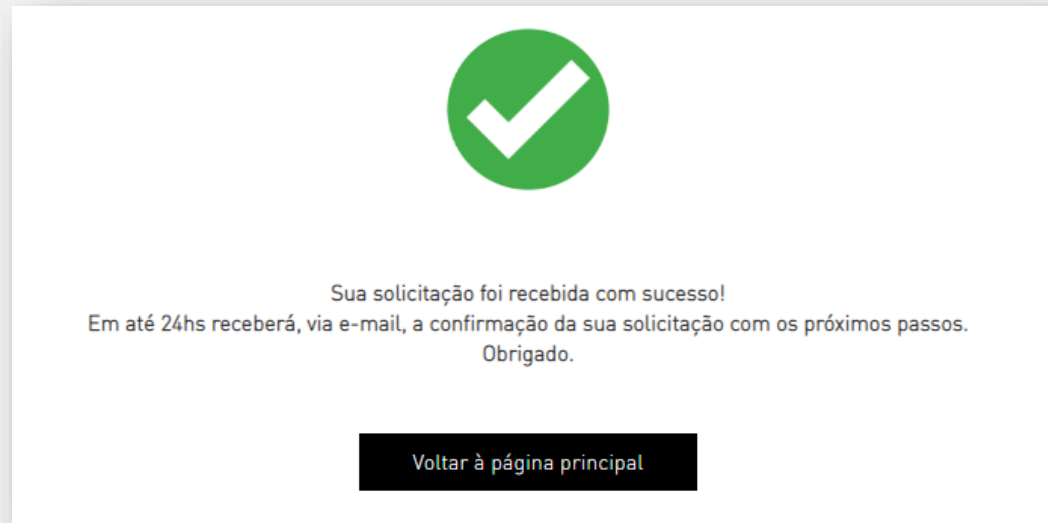 Sua solicitação foi recebida com sucesso!
Em até 24hs receberá, via e-mail, a confirmação da sua solicitação com os próximos passos.
Obrigado.
Voltar à página principal